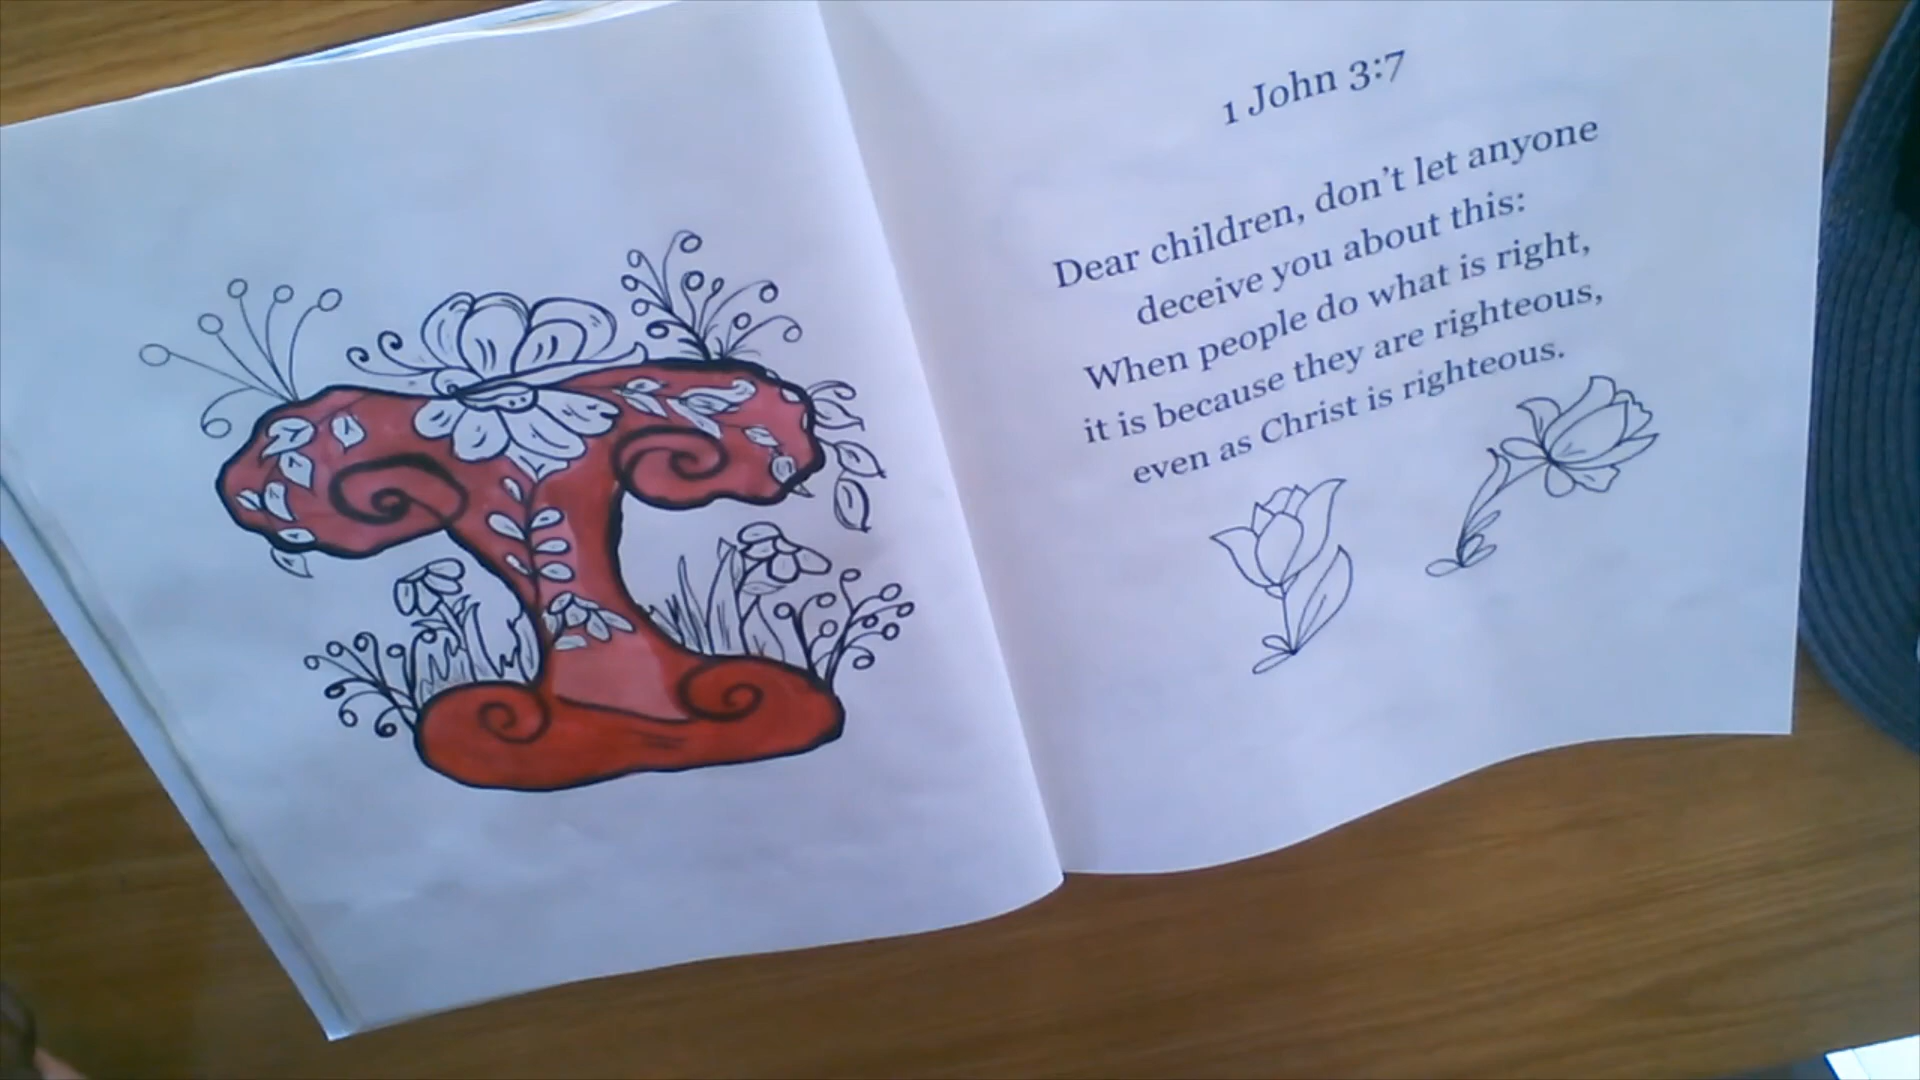 1 John 3:7
Dear children, don't let anyone
deceive you about this:
When people do what is right,
it is because they are righteous,
even as Christ is righteous.